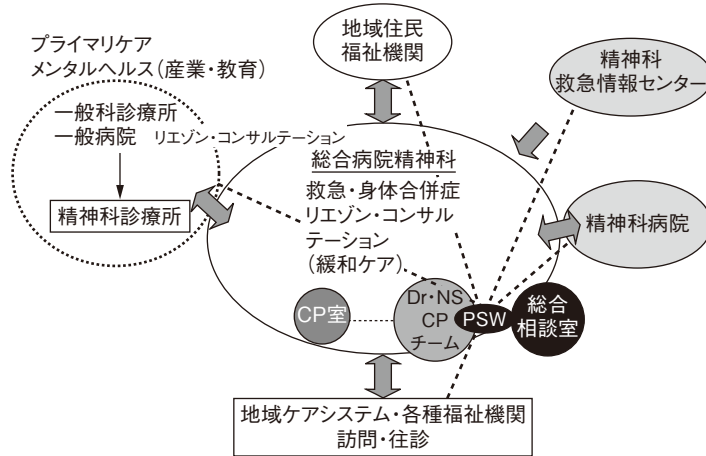 プライマリケア
メンタルヘルス(産業・教育)
一般科診療所
一般病院 リエゾン・コンサルテーション
精神科診療所
地域住民
福祉機関
精神科
救急情報センター
総合病院精神科
救急・身体合併症
リエゾン・コンサル
テーション
(緩和ケア)
精神科病院
CP室
Dr・NS
CP
チーム
PSW
総合
相談室
地域ケアシステム・各種福祉機関
訪問・往診